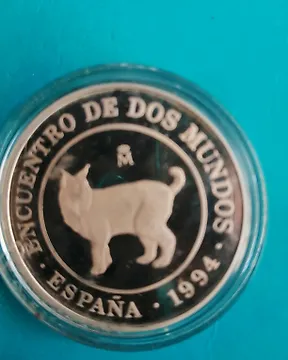 ENCUENTRO DE DOS MUNDOS
M
· ESPAÑA · 1994 ·